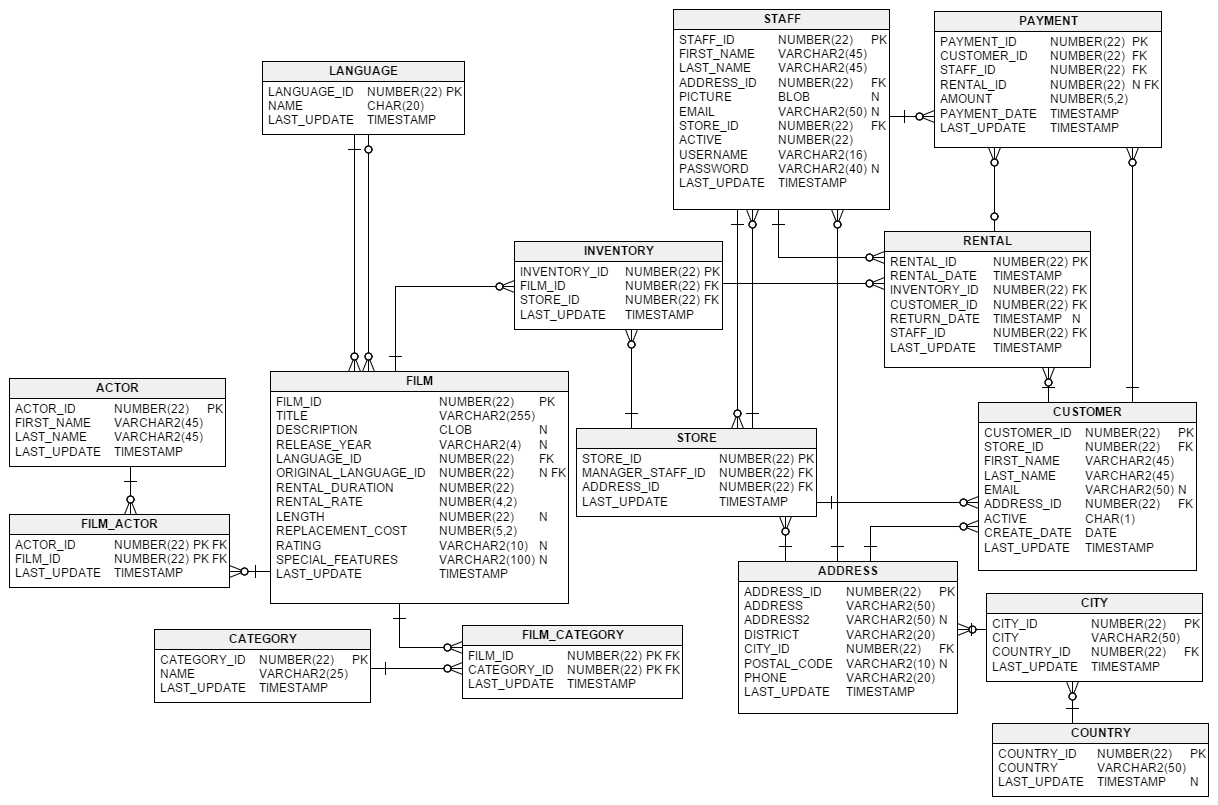 STAFF
STAFF_ID NUMBER(22) PK
FIRST_NAME VARCHAR2(45)
LAST_NAME VARCHAR2(45)
ADDRESS_ID NUMBER(22) FK
PICTURE BLOB N
EMAIL VARCHAR2(50) N
STORE_ID NUMBER(22) FK
ACTIVE NUMBER(22)
USERNAME VARCHAR2(16)
PASSWORD VARCHAR2(40) N
LAST_UPDATE TIMESTAMP
PAYMENT
PAYMENT_ID NUMBER(22) PK
CUSTOMER_ID NUMBER(22) FK
STAFF_ID NUMBER(22) FK
RENTAL_ID NUMBER(22) N FK
AMOUNT NUMBER(5,2)
PAYMENT_DATE TIMESTAMP
LAST_UPDATE TIMESTAMP
LANGUAGE
LANGUAGE_ID NUMBER(22) PK
NAME CHAR(20)
LAST_UPDATE TIMESTAMP
INVENTORY
INVENTORY_ID NUMBER(22) PK
FILM_ID NUMBER(22) FK
STORE_ID NUMBER(22) FK
LAST_UPDATE TIMESTAMP
RENTAL
RENTAL_ID NUMBER(22) PK
RENTAL_DATE TIMESTAMP
INVENTORY_ID NUMBER(22) FK
CUSTOMER_ID NUMBER(22) FK
RETURN_DATE TIMESTAMP N
STAFF_ID NUMBER(22) FK
LAST_UPDATE TIMESTAMP
ACTOR
ACTOR_ID NUMBER(22) PK
FIRST_NAME VARCHAR2(45)
LAST_NAME VARCHAR2(45)
LAST_UPDATE TIMESTAMP
FILM
FILM_ID NUMBER(22) PK
TITLE VARCHAR2(255)
DESCRIPTION CLOB N
RELEASE_YEAR VARCHAR2(4) N
LANGUAGE_ID NUMBER(22) FK
ORIGINAL_LANGUAGE_ID NUMBER(22) N FK
RENTAL_DURATION NUMBER(22)
RENTAL_RATE NUMBER(4,2)
LENGTH NUMBER(22) N
REPLACEMENT_COST NUMBER(5,2)
RATING VARCHAR2(10) N
SPECIAL_FEATURES VARCHAR2(100) N
LAST_UPDATE TIMESTAMP
STORE
STORE_ID NUMBER(22) PK
MANAGER_STAFF_ID NUMBER(22) FK
ADDRESS_ID NUMBER(22) FK
LAST_UPDATE TIMESTAMP
CUSTOMER
CUSTOMER_ID NUMBER(22) PK
STORE_ID NUMBER(22) FK
FIRST_NAME VARCHAR2(45)
LAST_NAME VARCHAR2(45)
EMAIL VARCHAR2(50) N
ADDRESS_ID NUMBER(22) FK
ACTIVE CHAR(1)
CREATE_DATE DATE
LAST_UPDATE TIMESTAMP
FILM_ACTOR
ACTOR_ID NUMBER(22) PK FK
FILM_ID NUMBER(22) PK FK
LAST_UPDATE TIMESTAMP
CATEGORY
CATEGORY_ID NUMBER(22) PK
NAME VARCHAR2(25)
LAST_UPDATE TIMESTAMP
FILM_CATEGORY
FILM_ID NUMBER(22) PK FK
CATEGORY_ID NUMBER(22) PK FK
LAST_UPDATE TIMESTAMP
ADDRESS
ADDRESS_ID NUMBER(22) PK
ADDRESS VARCHAR2(50)
ADDRESS2 VARCHAR2(50) N
DISTRICT VARCHAR2(20)
CITY_ID NUMBER(22) FK
POSTAL_CODE VARCHAR2(10) N
PHONE VARCHAR2(20)
LAST_UPDATE TIMESTAMP
CITY
CITY_ID NUMBER(22) PK
CITY VARCHAR2(50)
COUNTRY_ID NUMBER(22) FK
LAST_UPDATE TIMESTAMP
COUNTRY
COUNTRY_ID NUMBER(22) PK
COUNTRY VARCHAR2(50)
LAST_UPDATE TIMESTAMP N